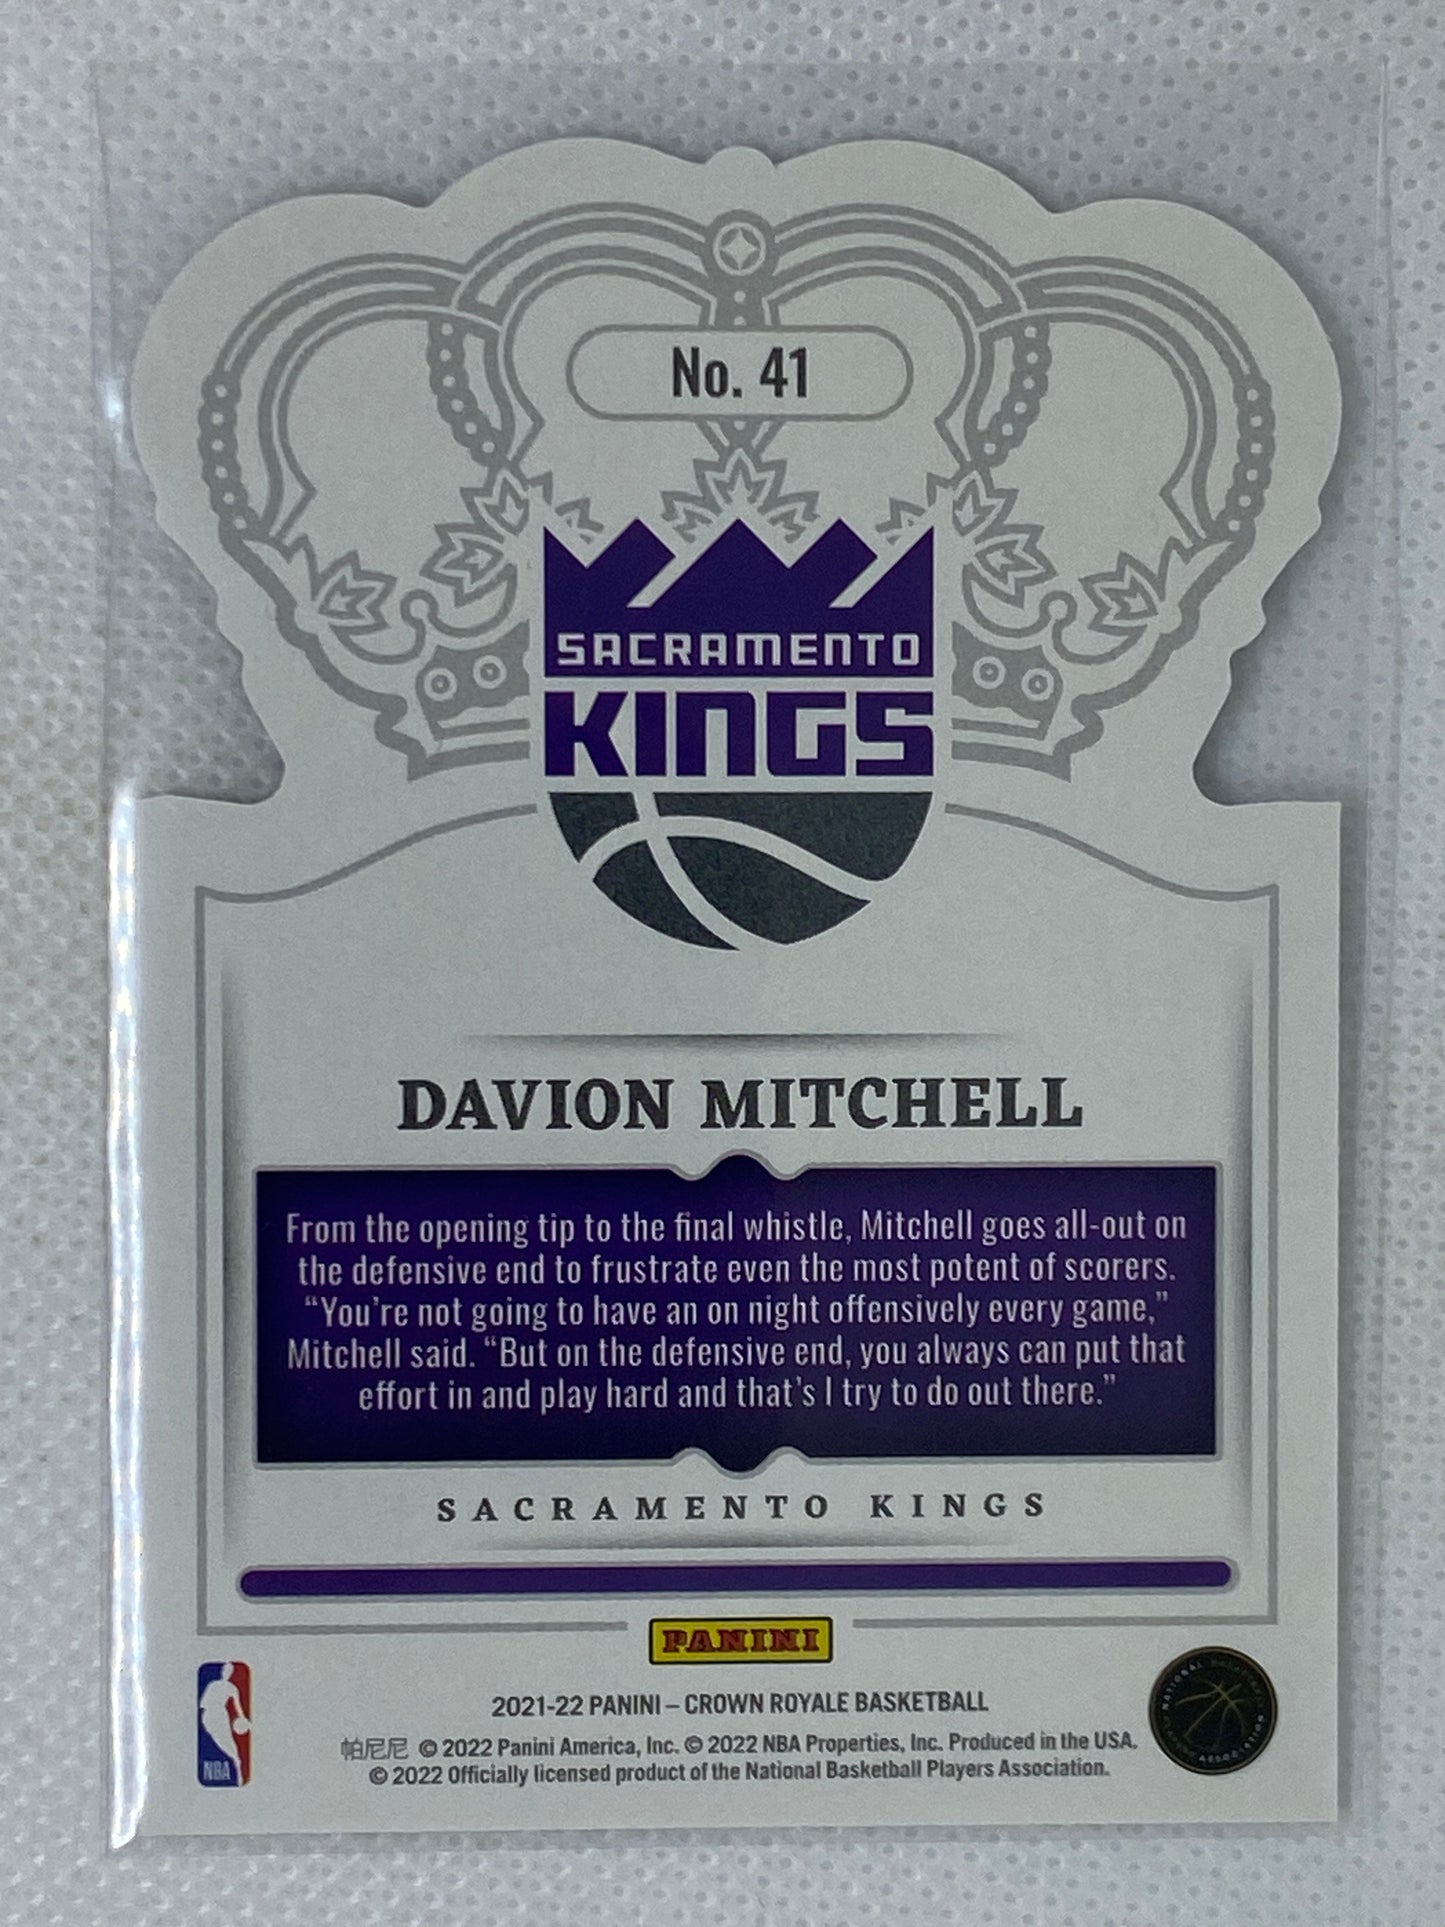 No. 41
SACRAMENTO
KINGS
DAVION MITCHELL
From the opening tip to the final whistle, Mitchell goes all-out on
the defensive end to frustrate even the most potent of scorers.
“You’re not going to have an on night offensively every game,”
Mitchell said. “But on the defensive end, you always can put that
effort in and play hard and that’s I try to do out there.”
SACRAMENTO KINGS
PANINI
2021-22 PANINI – CROWN ROYALE BASKETBALL
帕尼尼 © 2022 Panini America, Inc. © 2022 NBA Properties, Inc. Produced in the USA.
© 2022 Officially licensed product of the National Basketball Players Association.
NBA
NATIONAL Basketball Players ASSOCIATION